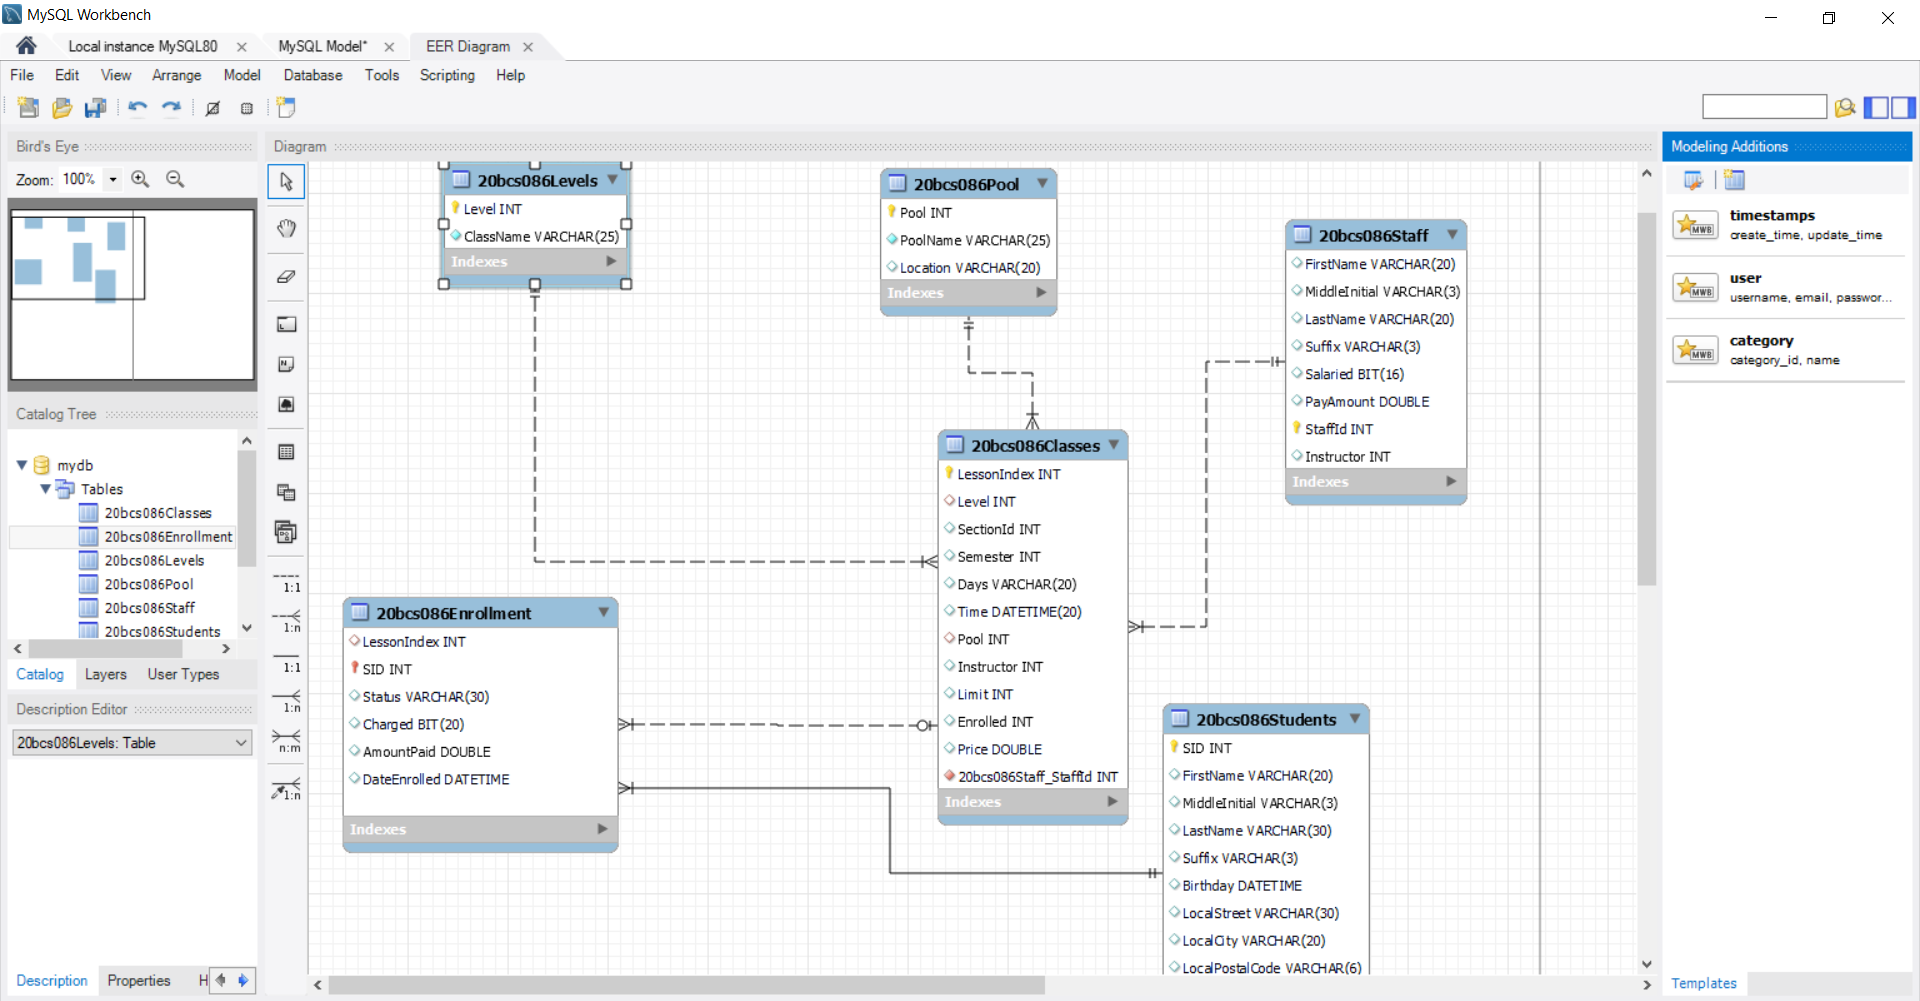 MySQL Workbench
Local instance MySQL80
MySQL Model*
EER Diagram
File Edit View Arrange Model Database Tools Scripting Help
Bird's Eye
Zoom: 100%
Catalog Tree
mydb
Tables
20bcs086Classes
20bcs086Enrollment
20bcs086Levels
20bcs086Pool
20bcs086Staff
20bcs086Students
Catalog Layers User Types
Description Editor
20bcs086Levels: Table
Description Properties H
Diagram
1:1
1:n
1:1
1:n
n:m
1:n
20bcs086Levels
Level INT
ClassName VARCHAR(25)
Indexes
20bcs086Pool
Pool INT
PoolName VARCHAR(25)
Location VARCHAR(20)
Indexes
20bcs086Staff
FirstName VARCHAR(20)
MiddleInitial VARCHAR(3)
LastName VARCHAR(20)
Suffix VARCHAR(3)
Salaried BIT(16)
PayAmount DOUBLE
StaffId INT
Instructor INT
Indexes
20bcs086Classes
LessonIndex INT
Level INT
SectionId INT
Semester INT
Days VARCHAR(20)
Time DATETIME(20)
Pool INT
Instructor INT
Limit INT
Enrolled INT
Price DOUBLE
20bcs086Staff_StaffId INT
Indexes
20bcs086Enrollment
LessonIndex INT
SID INT
Status VARCHAR(30)
Charged BIT(20)
AmountPaid DOUBLE
DateEnrolled DATETIME
Indexes
20bcs086Students
SID INT
FirstName VARCHAR(20)
MiddleInitial VARCHAR(3)
LastName VARCHAR(30)
Suffix VARCHAR(3)
Birthday DATETIME
LocalStreet VARCHAR(30)
LocalCity VARCHAR(20)
LocalPostalCode VARCHAR(6)
Modeling Additions
MWB
timestamps
create_time, update_time
MWB
user
username, email, passwor...
MWB
category
category_id, name
Templates